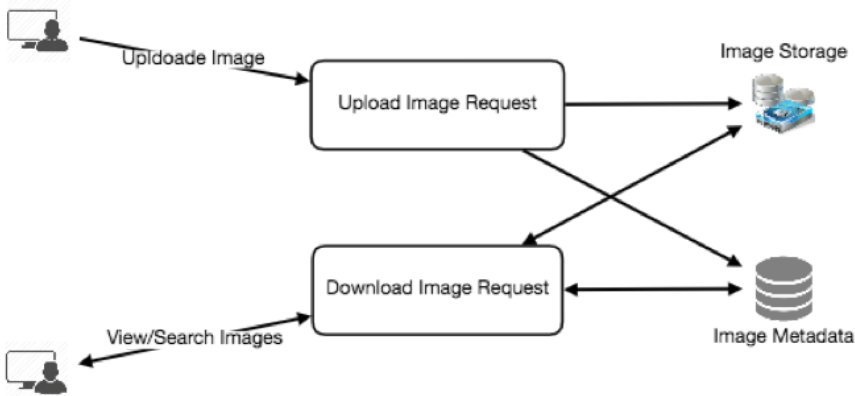 Upldoade Image
Image Storage
Upload Image Request
Download Image Request
View/Search Images
Image Metadata